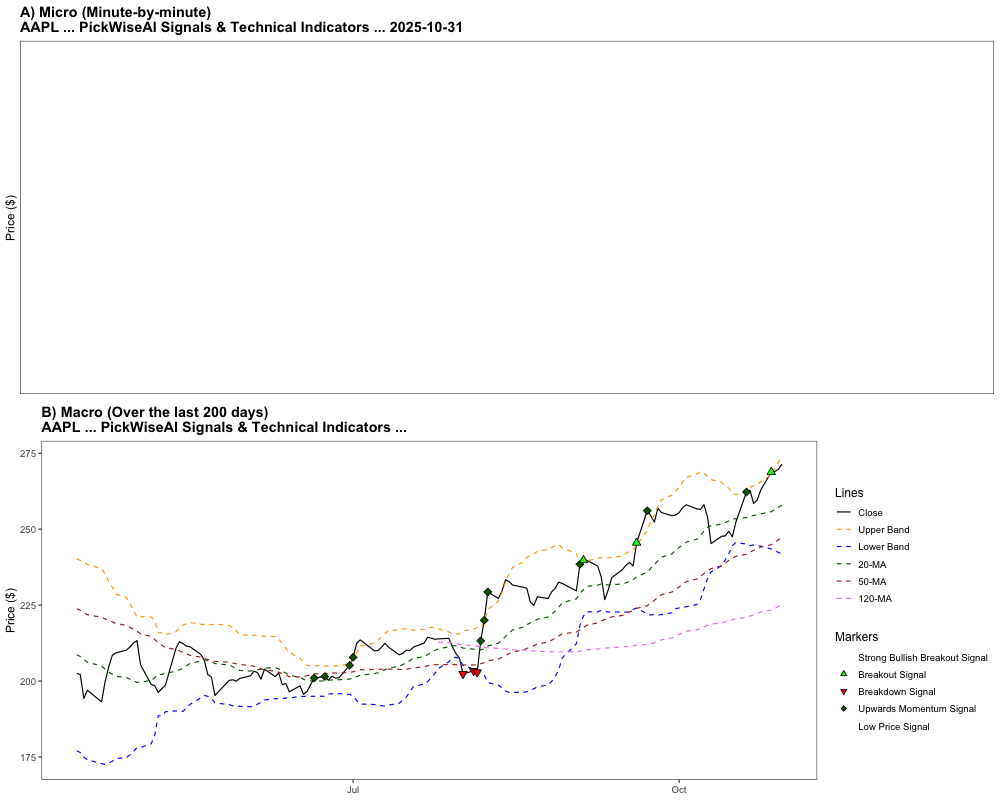 A) Micro (Minute-by-minute)
AAPL ... PickWiseAI Signals & Technical Indicators ... 2025-10-31
Price ($)
B) Macro (Over the last 200 days)
AAPL ... PickWiseAI Signals & Technical Indicators ...
Price ($)
275
250
225
200
175
Jul
Oct
Lines
Close
Upper Band
Lower Band
20-MA
50-MA
120-MA
Markers
Strong Bullish Breakout Signal
Breakout Signal
Breakdown Signal
Upwards Momentum Signal
Low Price Signal